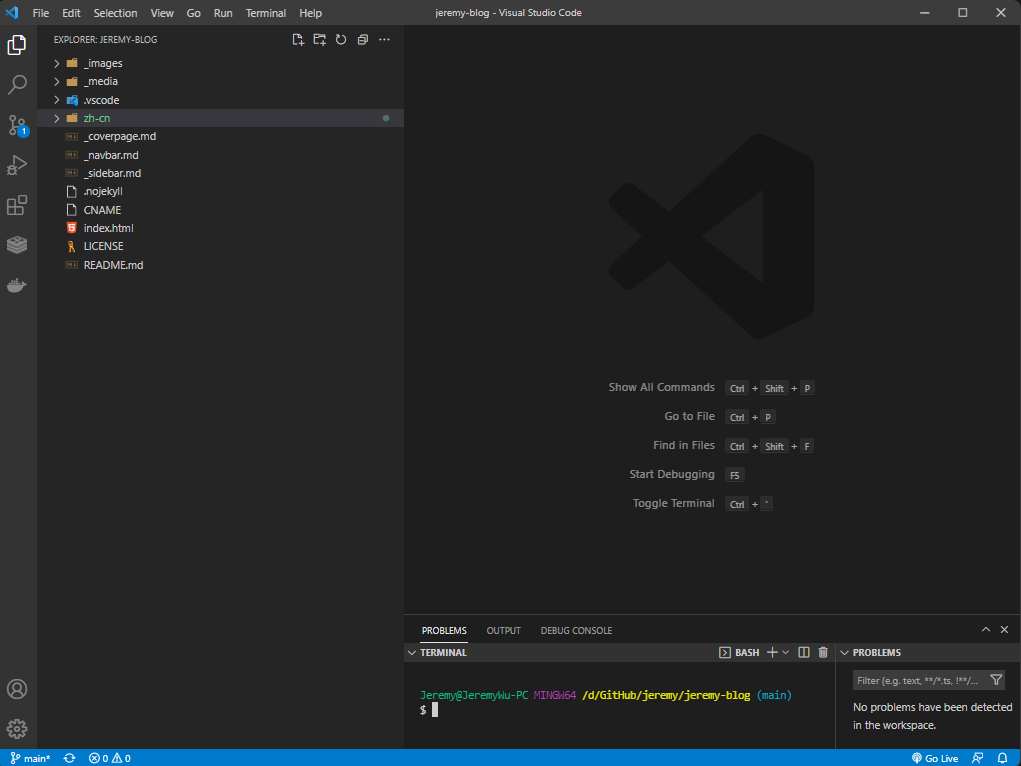 File Edit Selection View Go Run Terminal Help jeremy-blog - Visual Studio Code
EXPLORER: JEREMY-BLOG
_images
_media
.vscode
zh-cn
_coverpage.md
_navbar.md
_sidebar.md
.nojekyll
CNAME
index.html
LICENSE
README.md
1
Show All Commands Ctrl + Shift + P
Go to File Ctrl + P
Find in Files Ctrl + Shift + F
Start Debugging F5
Toggle Terminal Ctrl + `
PROBLEMS OUTPUT DEBUG CONSOLE
TERMINAL BASH
Jeremy@JeremyWu-PC MINGW64 /d/GitHub/jeremy/jeremy-blog (main)
$
PROBLEMS
Filter (e.g. text, **/*.ts, !**/...
No problems have been detected
in the workspace.
main* 0 0 Go Live